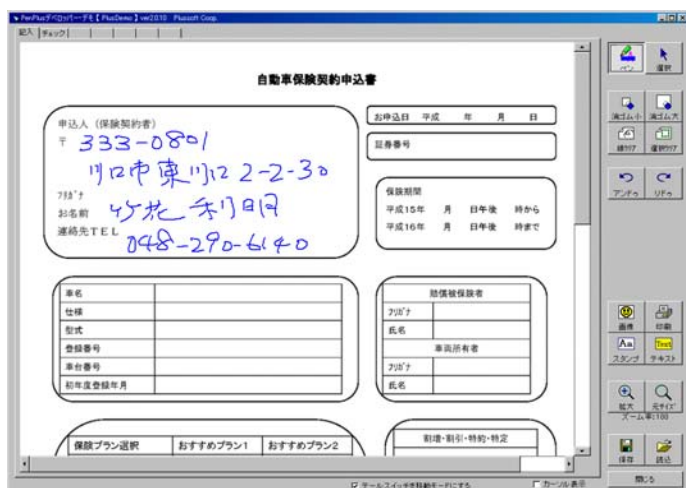 PenPlusデベロッパーデモ【 PlusDemo 】ver2.0.10 Plussoft Corp.
記入 チェック
自動車保険契約申込書
申込人（保険契約者）
〒 333-0801
川口市東川口 2-2-30
フリガナ
お名前 竹花 利明
連絡先TEL
048-290-6140
お申込日 平成 年 月 日
証券番号
保険期間
平成15年 月 日午後 時から
平成16年 月 日午後 時まで
車名
仕様
型式
登録番号
車台番号
初年度登録年月
賠償被保険者
フリガナ
氏名
車両所有者
フリガナ
氏名
保険プラン選択 おすすめプラン1 おすすめプラン2
割増・割引・特約・特定
ペン 選択
消ゴム小 消ゴム大
線クリア 選択クリア
アンドゥ リドゥ
画像 印刷
スタンプ テキスト
拡大 元サイズ
ズーム率:100
保存 読込
閉じる
テールスイッチを移動モードにする
カーソル表示